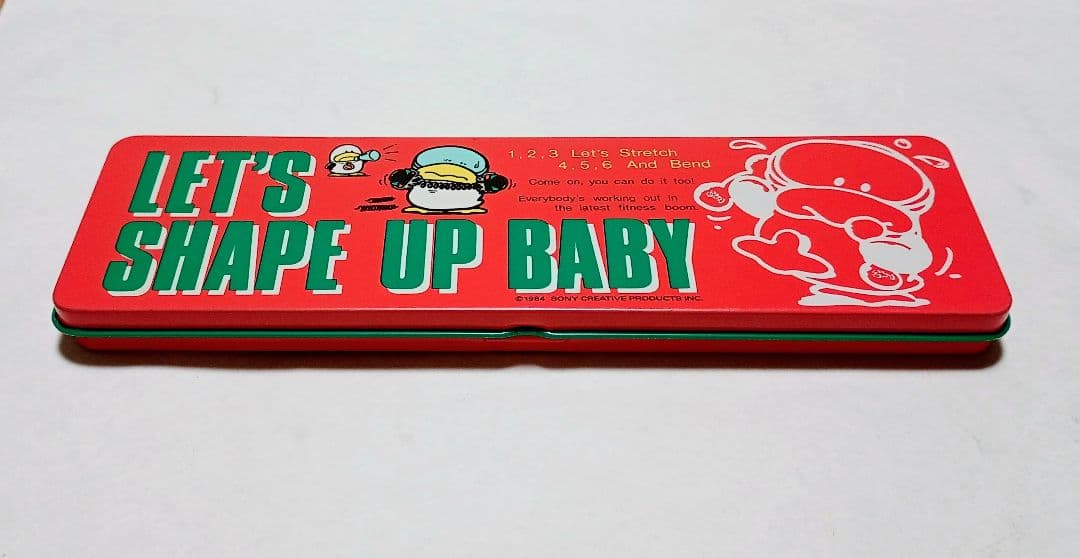 LET'S
SHAPE UP BABY
1, 2, 3 Let's Stretch
4, 5, 6 And Bend
Come on, you can do it too!
Everybody's working out in
the latest fitness boom.
©1984 SONY CREATIVE PRODUCTS INC.